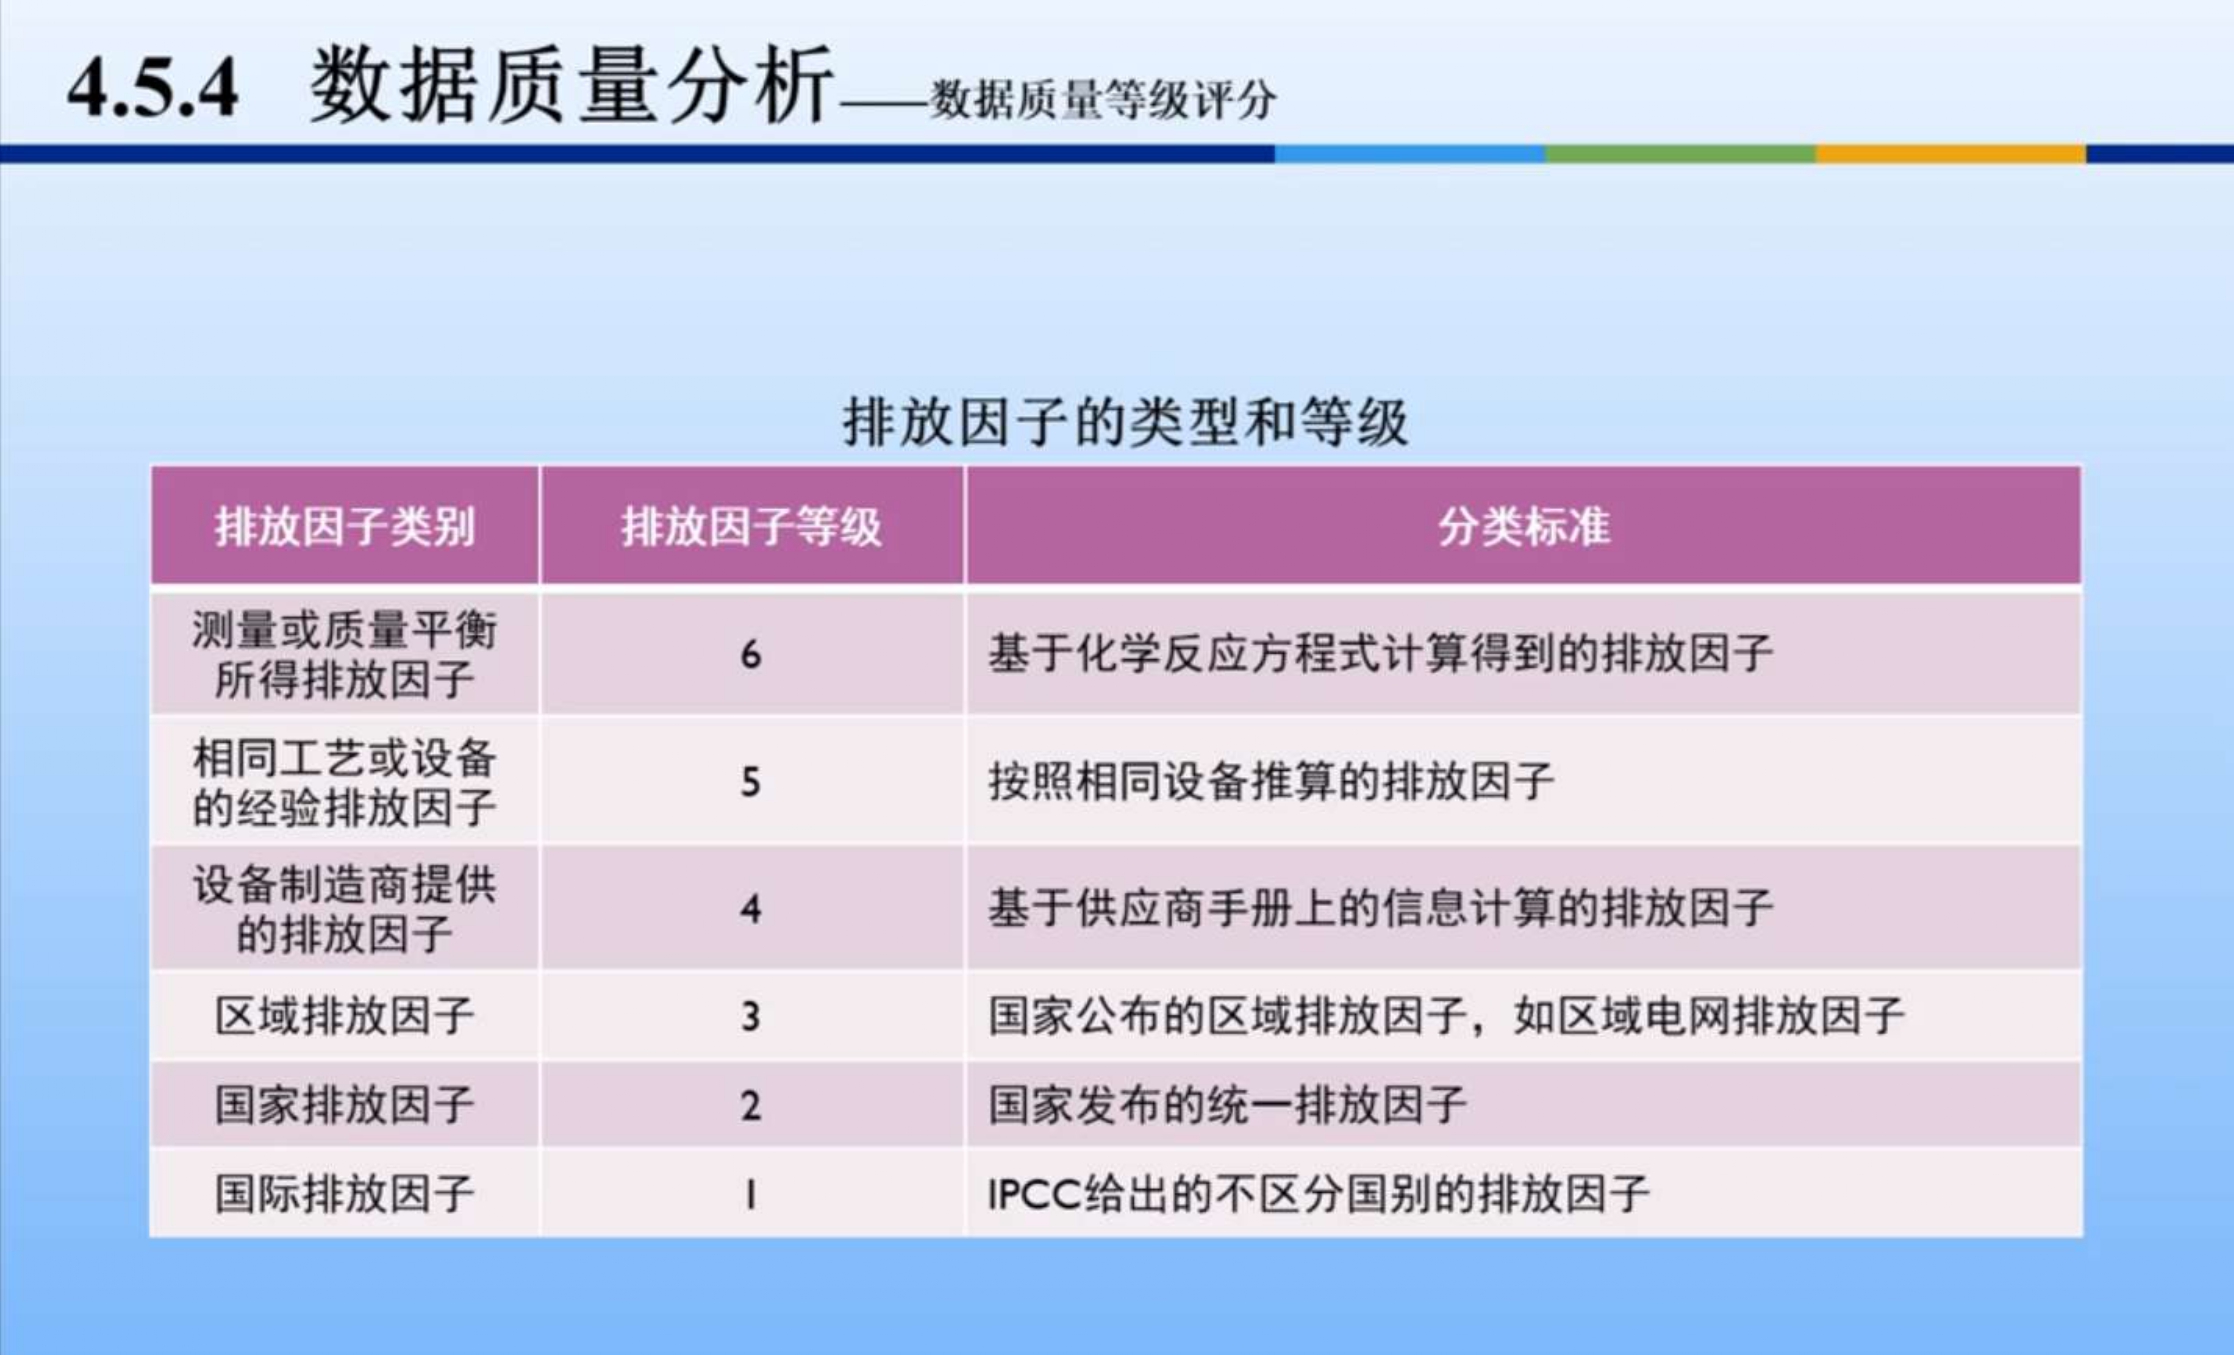 4.5.4 数据质量分析——数据质量等级评分
排放因子的类型和等级
排放因子类别 排放因子等级 分类标准
测量或质量平衡
所得排放因子
6
基于化学反应方程式计算得到的排放因子
相同工艺或设备
的经验排放因子
5
按照相同设备推算的排放因子
设备制造商提供
的排放因子
4
基于供应商手册上的信息计算的排放因子
区域排放因子 3 国家公布的区域排放因子，如区域电网排放因子
国家排放因子 2 国家发布的统一排放因子
国际排放因子 1 IPCC给出的不区分国别的排放因子